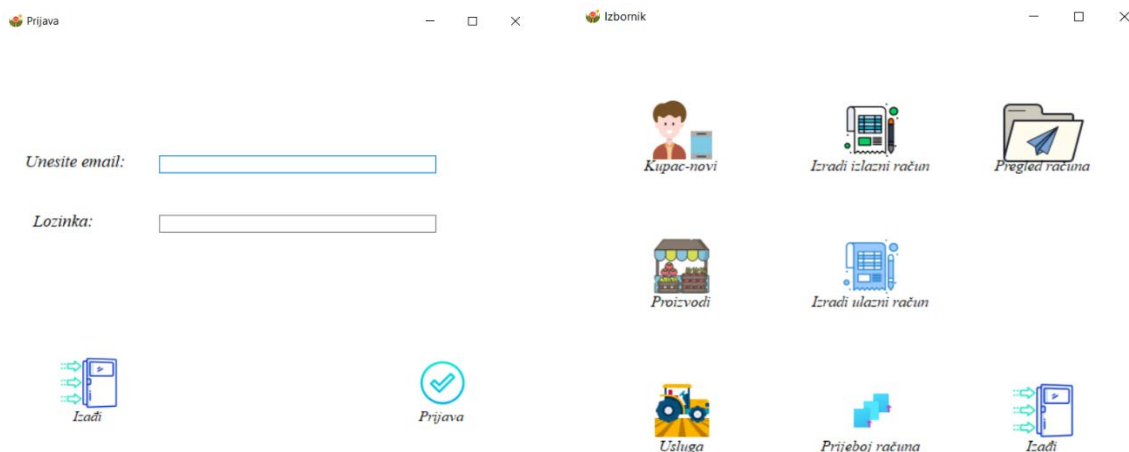 Prijava
Unesite email:
Lozinka:
Izađi
Prijava
Izbornik
Kupac-novi
Izradi izlazni račun
Pregled računa
Proizvodi
Izradi ulazni račun
Usluga
Prijeboj računa
Izađi